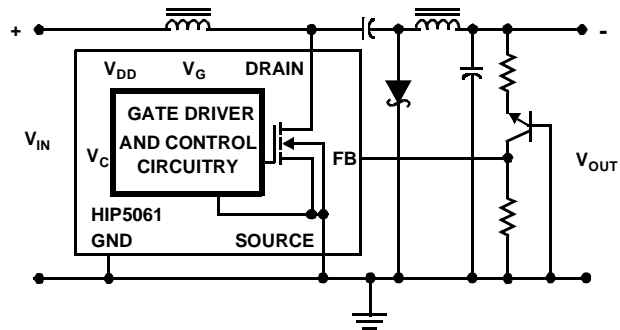 + -
V_DD V_G DRAIN
GATE DRIVER
AND CONTROL
CIRCUITRY
V_IN
V_C
FB
V_OUT
HIP5061
GND SOURCE